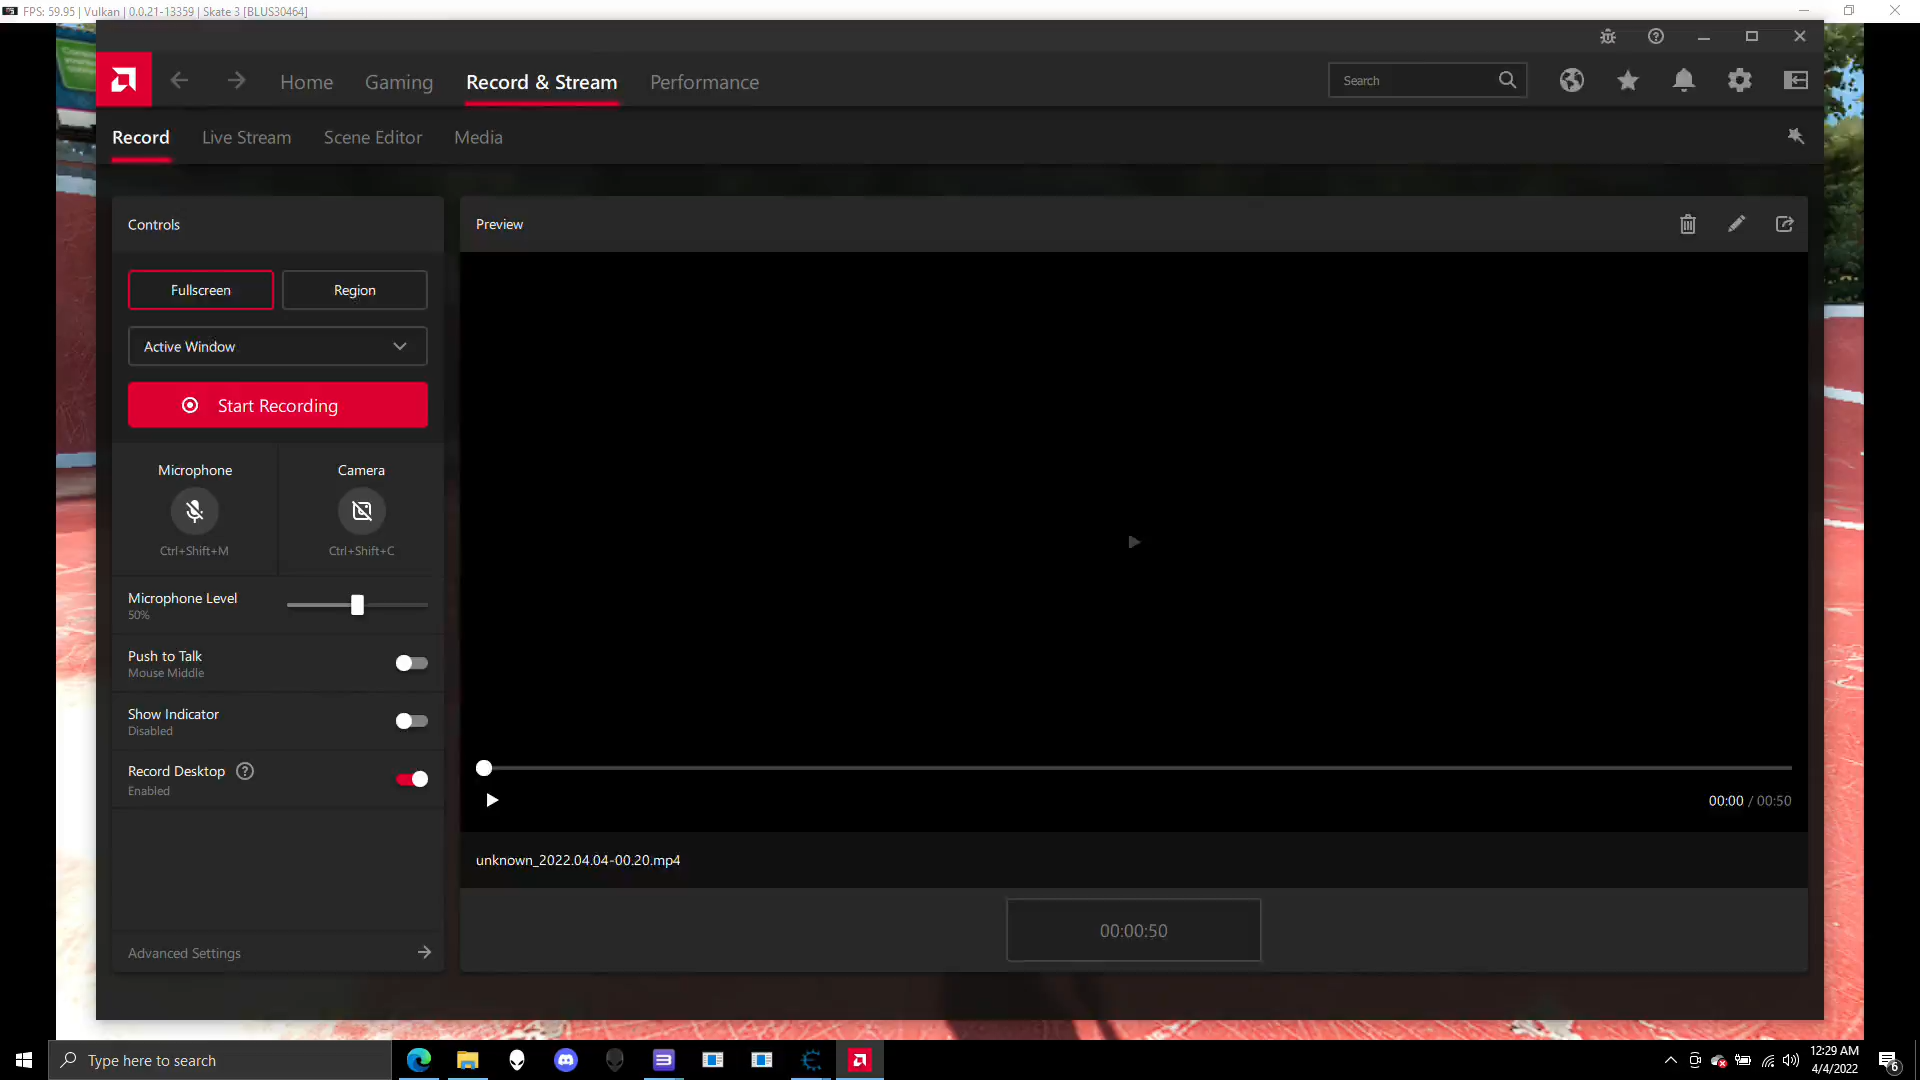 FPS: 59.95 | Vulkan | 0.0.21-13359 | Skate 3 [BLUS30464]
Home
Gaming
Record & Stream
Performance
Search
Record
Live Stream
Scene Editor
Media
Controls
Fullscreen
Region
Active Window
Start Recording
Microphone
Camera
Ctrl+Shift+M
Ctrl+Shift+C
Microphone Level
50%
Push to Talk
Mouse Middle
Show Indicator
Disabled
Record Desktop
Enabled
Advanced Settings
Preview
00:00 / 00:50
unknown_2022.04.04-00.20.mp4
00:00:50
Type here to search
12:29 AM
4/4/2022
6